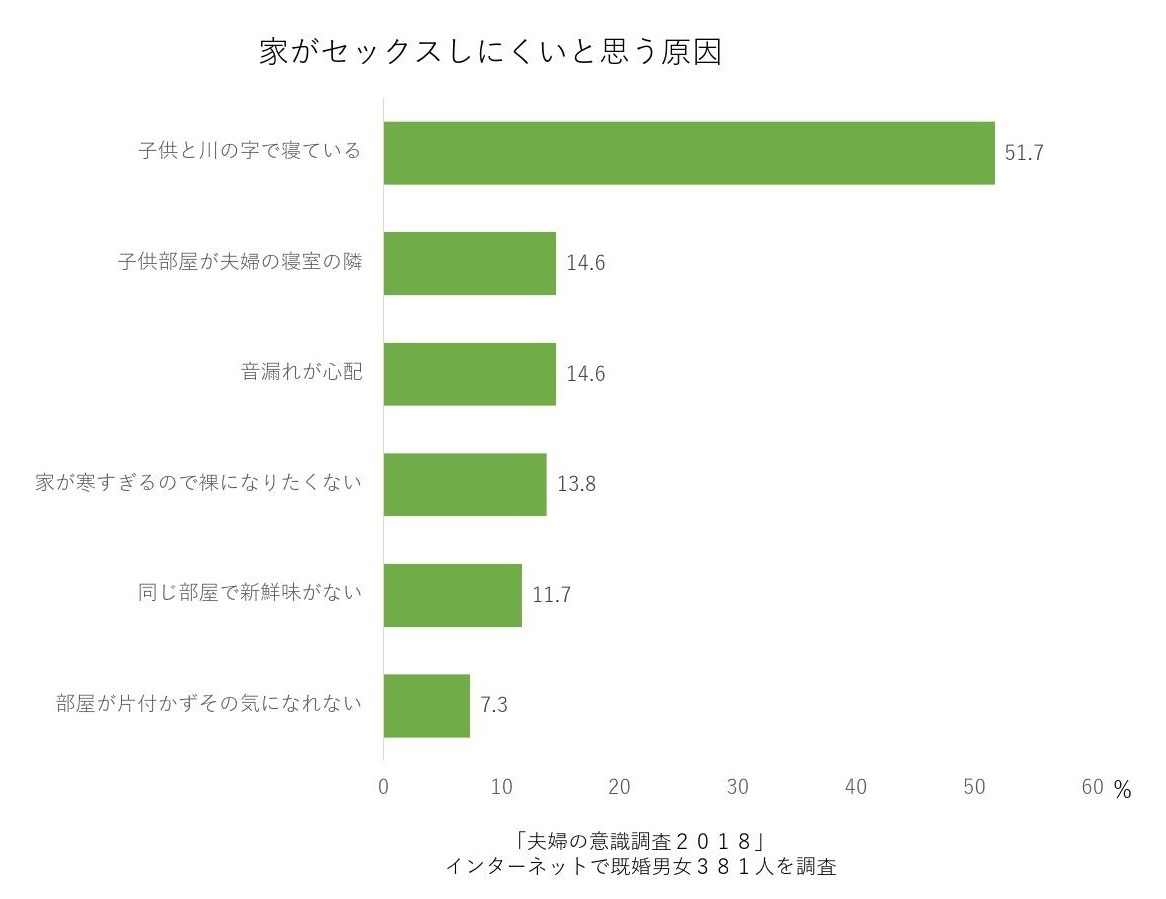 家がセックスしにくいと思う原因
子供と川の字で寝ている
51.7
子供部屋が夫婦の寝室の隣
14.6
音漏れが心配
14.6
家が寒すぎるので裸になりたくない
13.8
同じ部屋で新鮮味がない
11.7
部屋が片付かずその気になれない
7.3
0 10 20 30 40 50 60 %
「夫婦の意識調査２０１８」
インターネットで既婚男女３８１人を調査